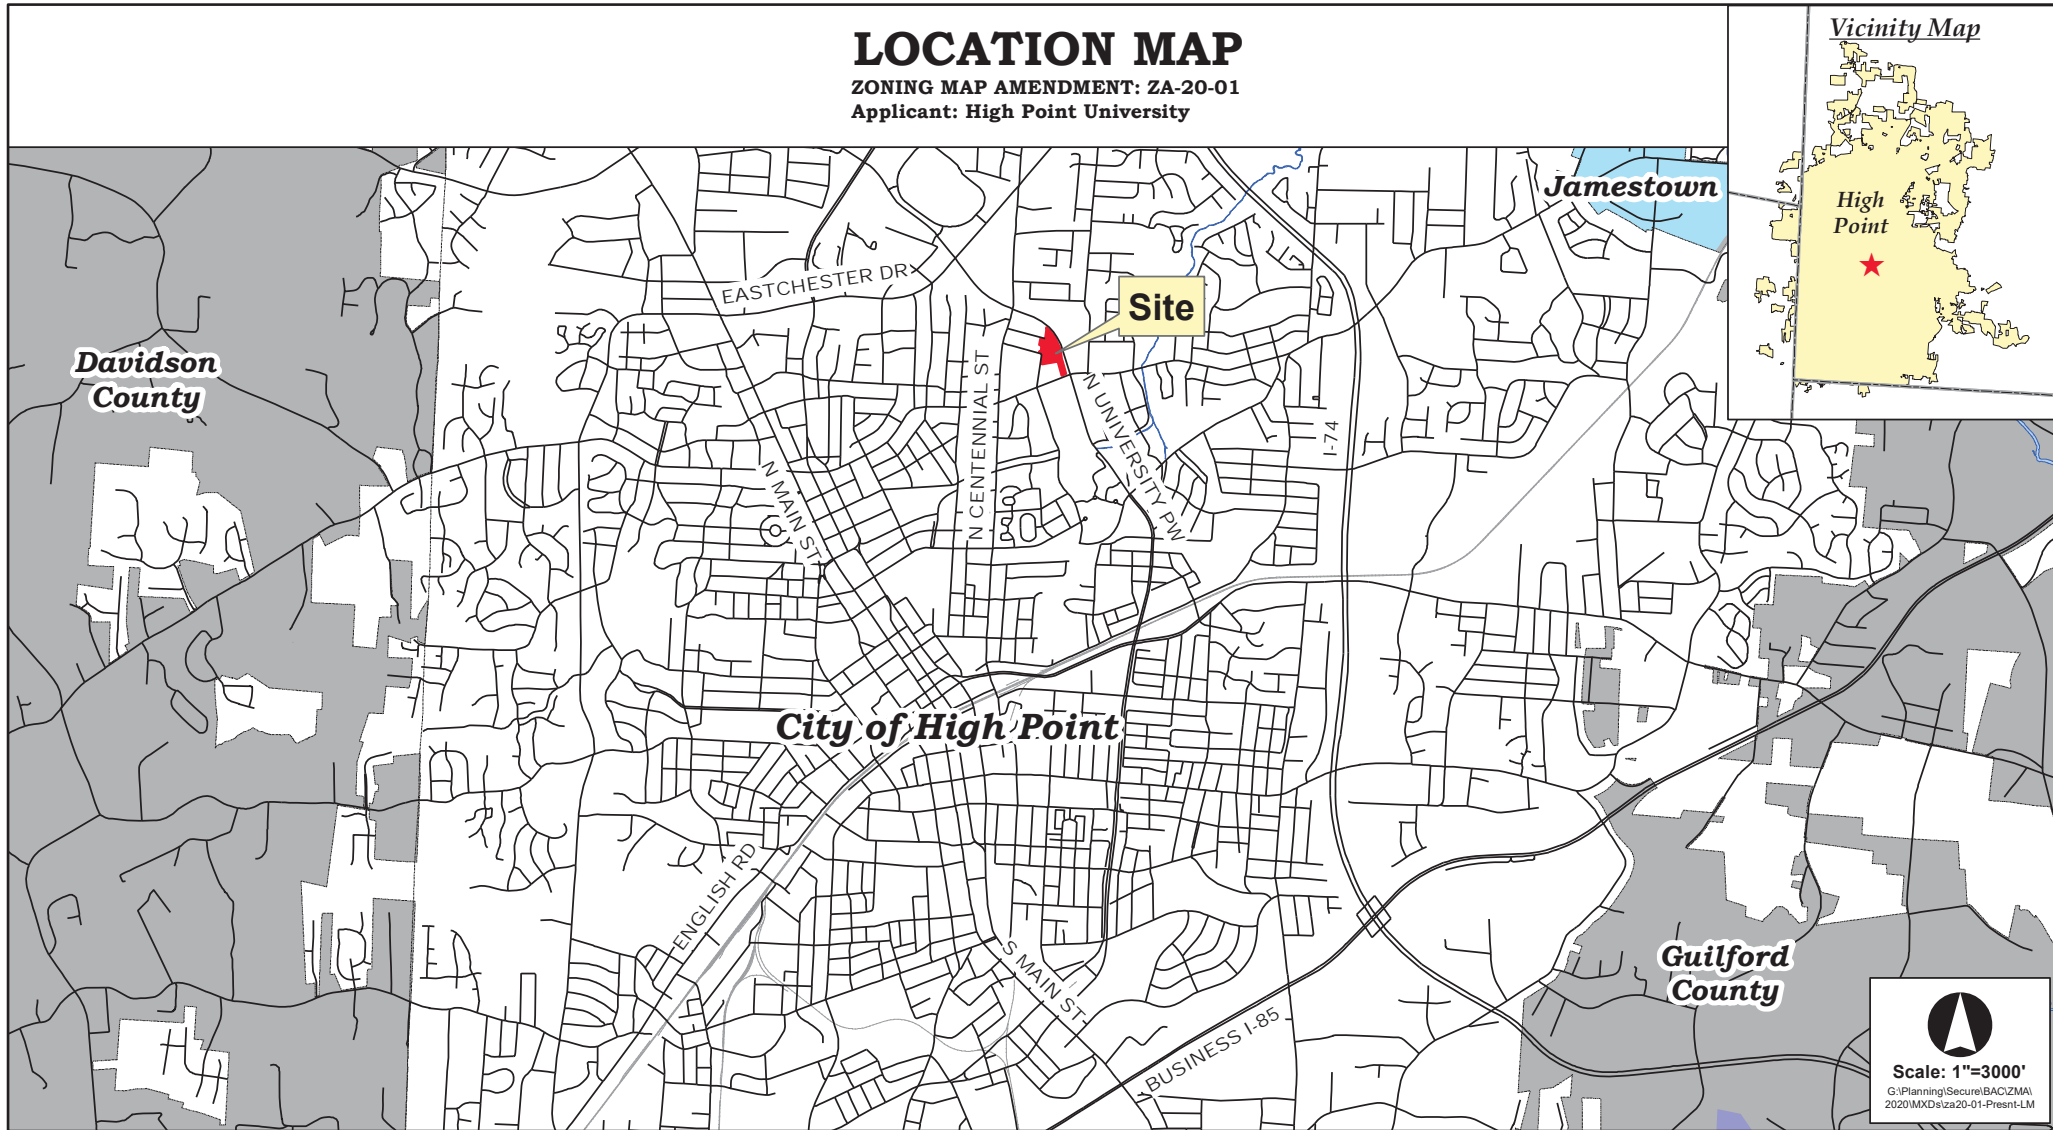 LOCATION MAP
ZONING MAP AMENDMENT: ZA-20-01
Applicant: High Point University
Vicinity Map
High
Point
Jamestown
EASTCHESTER DR
Site
Davidson
County
N CENTENNIAL ST
N UNIVERSITY PW
I-74
N MAIN ST
City of High Point
ENGLISH RD
S MAIN ST
BUSINESS I-85
Guilford
County
Scale: 1"=3000'
G:\Planning\Secure\BAC\ZMA\
2020\MXDs\za20-01-Presnt-LM